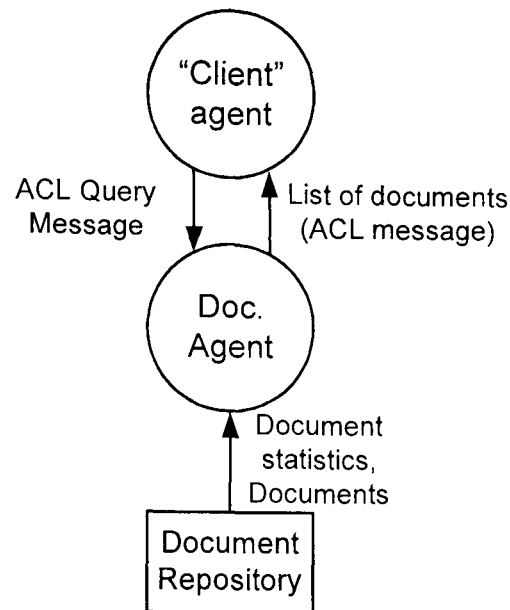 “Client”
agent
ACL Query
Message
List of documents
(ACL message)
Doc.
Agent
Document
statistics,
Documents
Document
Repository